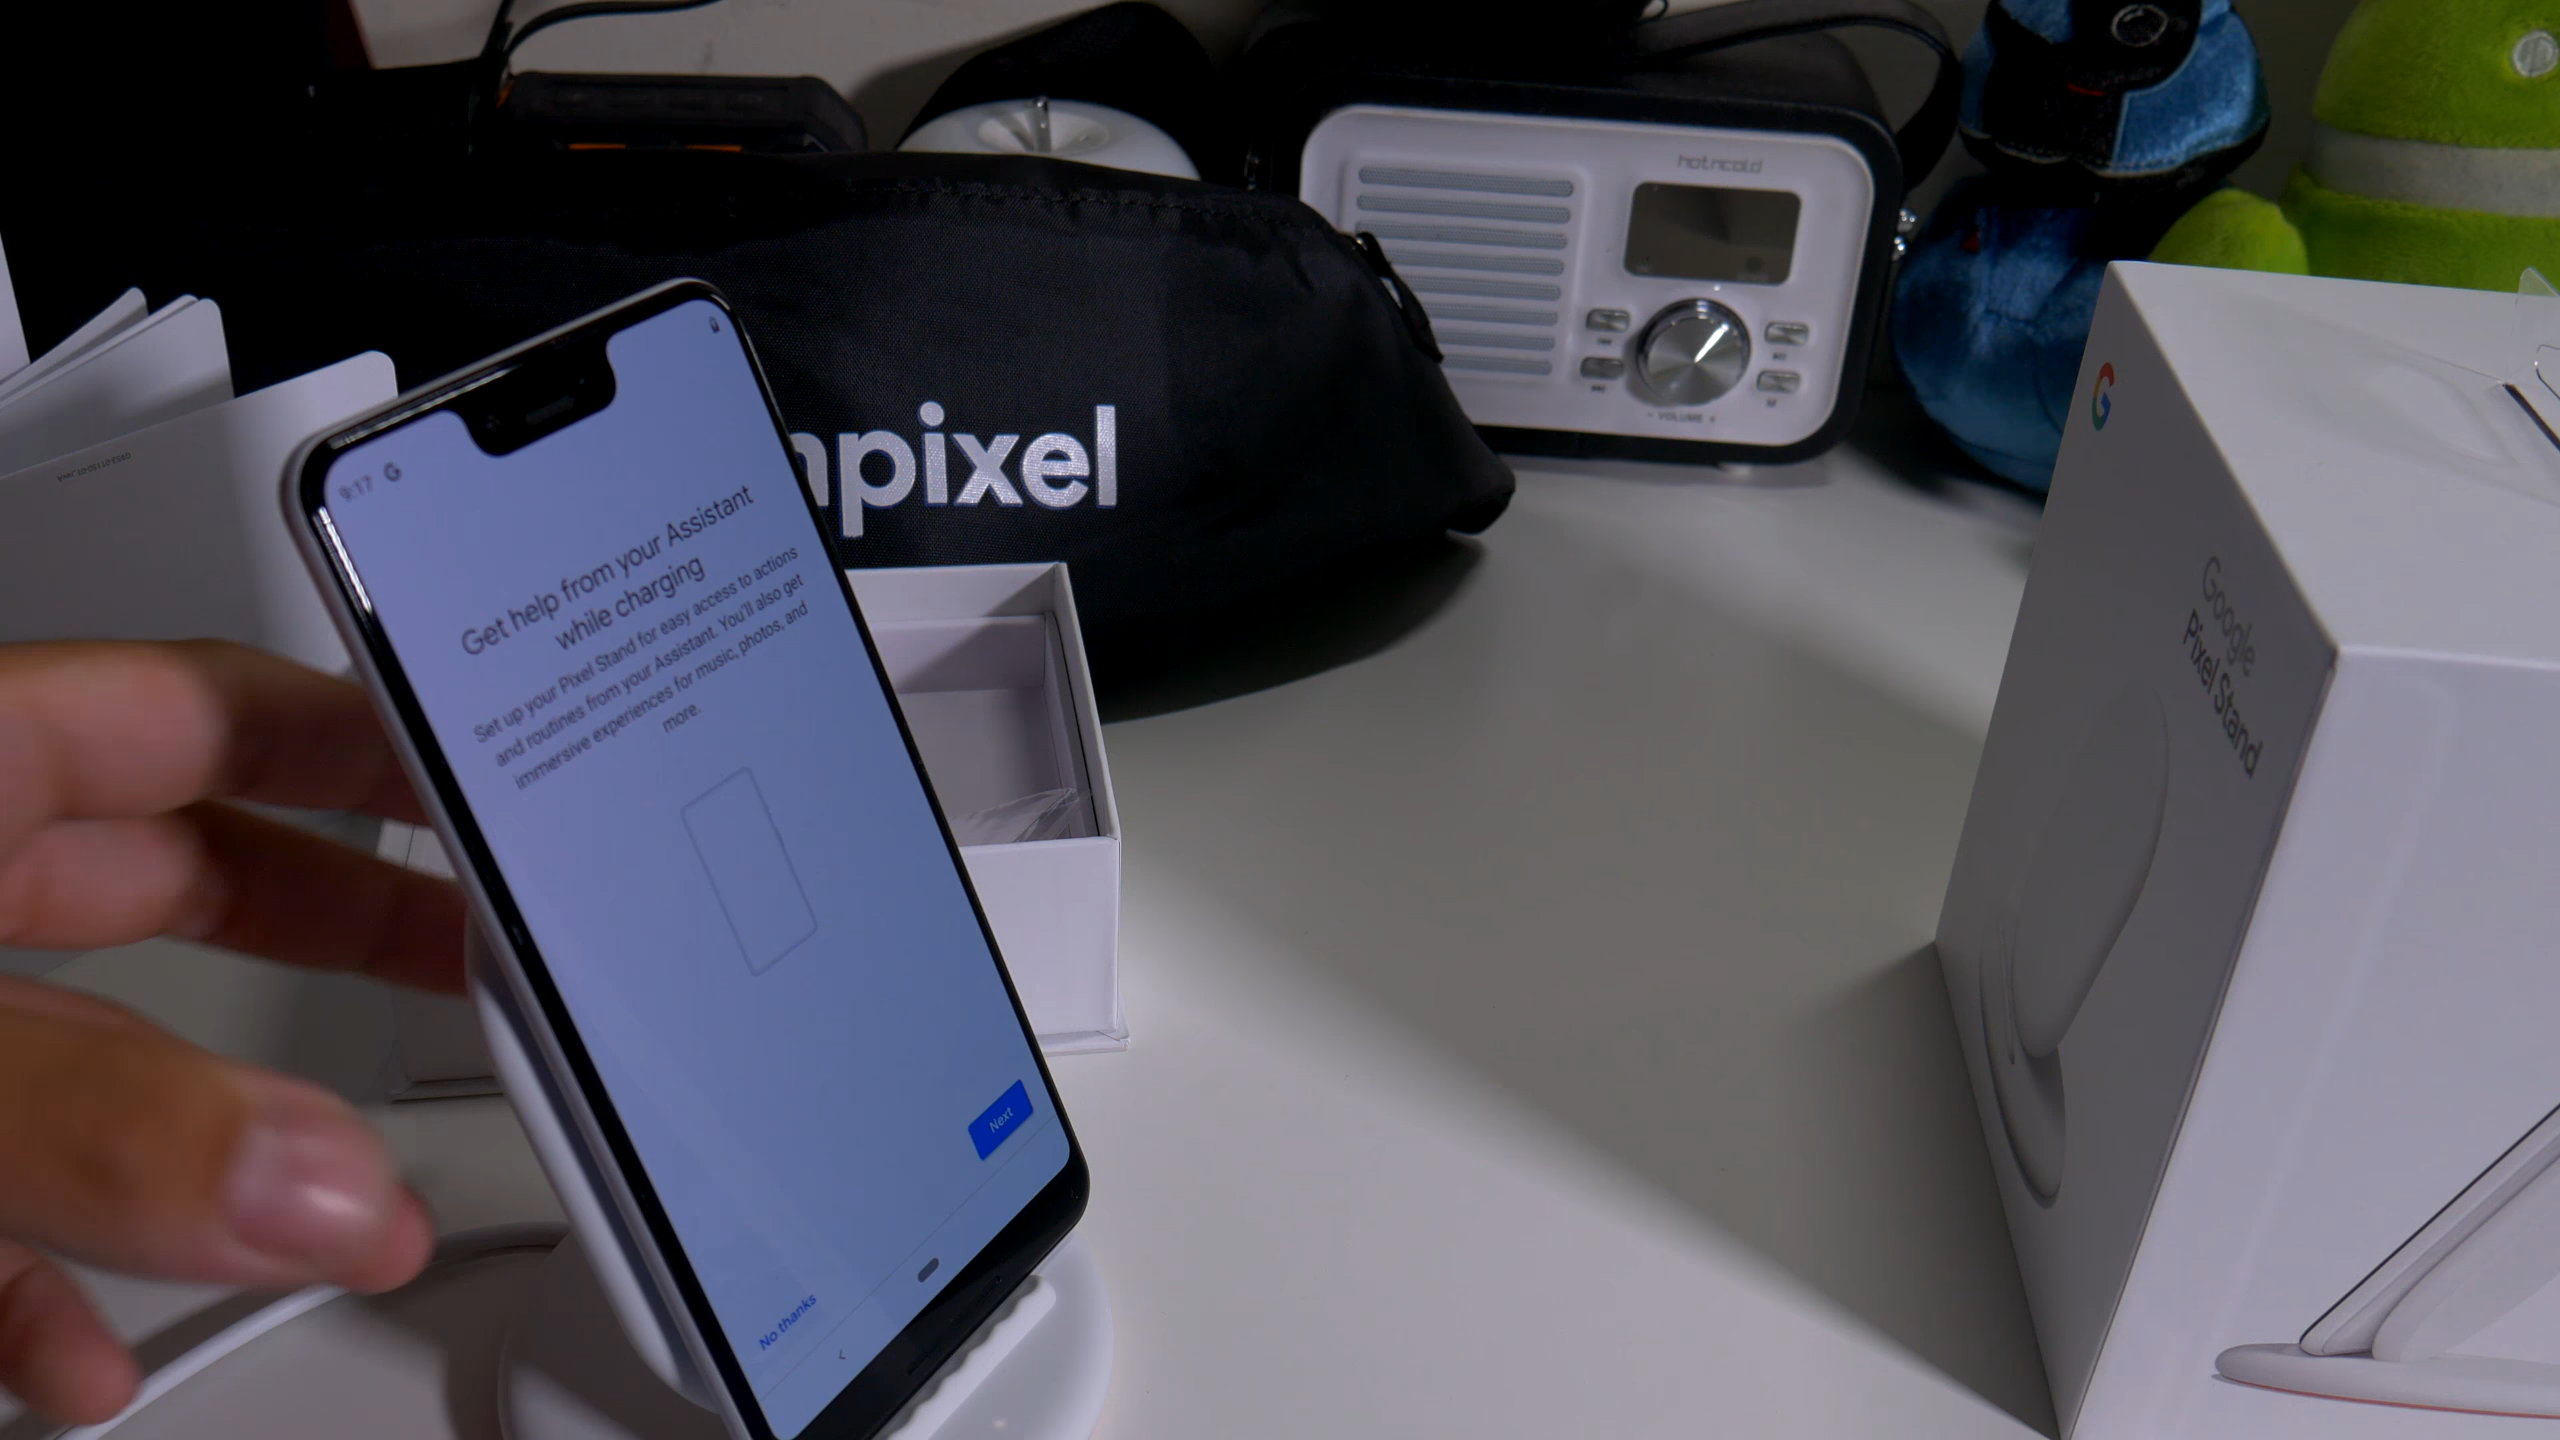 hotncold
- VOLUME +
M
9:17 G
Get help from your Assistant
while charging
Set up your Pixel Stand for easy access to actions
and routines from your Assistant. You'll also get
immersive experiences for music, photos, and
more.
Next
No thanks
pixel
G
Google
Pixel Stand